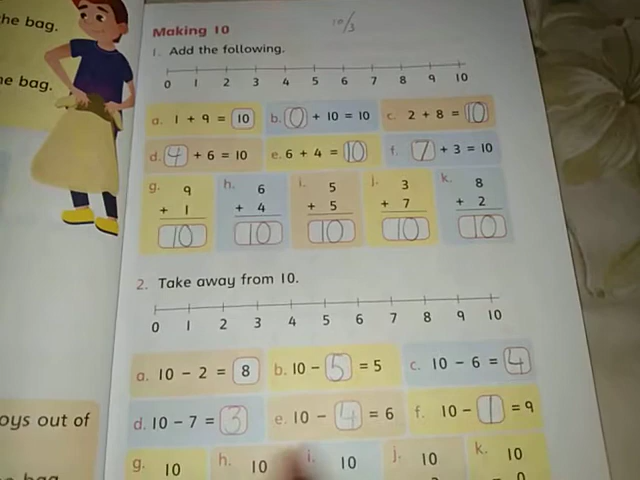 he bag.
e bag.
oys out of
Making 10
10/3
1. Add the following.
0 1 2 3 4 5 6 7 8 9 10
a. 1 + 9 = 10 b. 0 + 10 = 10 c. 2 + 8 = 10
d. 4 + 6 = 10 e. 6 + 4 = 10 f. 7 + 3 = 10
g. 9 h. 6 i. 5 j. 3 k. 8
+ 1 + 4 + 5 + 7 + 2
10 10 10 10 10
2. Take away from 10.
0 1 2 3 4 5 6 7 8 9 10
a. 10 − 2 = 8 b. 10 − 5 = 5 c. 10 − 6 = 4
d. 10 − 7 = 3 e. 10 − 4 = 6 f. 10 − 1 = 9
g. 10 h. 10 i. 10 j. 10 k. 10